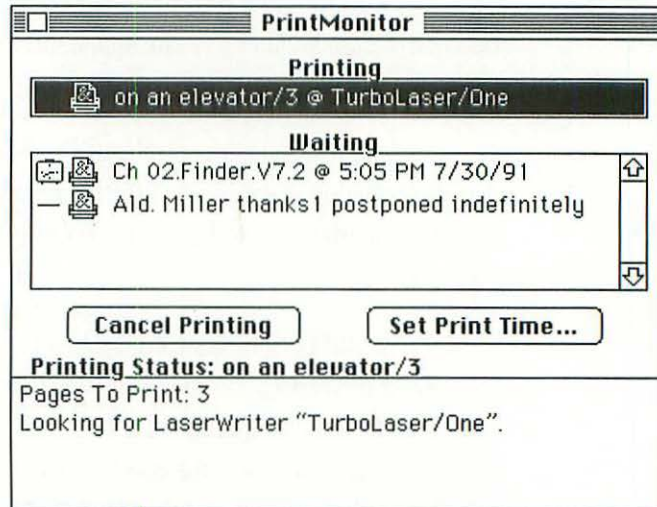 PrintMonitor
Printing
on an elevator/3 @ TurboLaser/One
Waiting
Ch 02.Finder.V7.2 @ 5:05 PM 7/30/91
Ald. Miller thanks1 postponed indefinitely
Cancel Printing
Set Print Time...
Printing Status: on an elevator/3
Pages To Print: 3
Looking for LaserWriter “TurboLaser/One”.